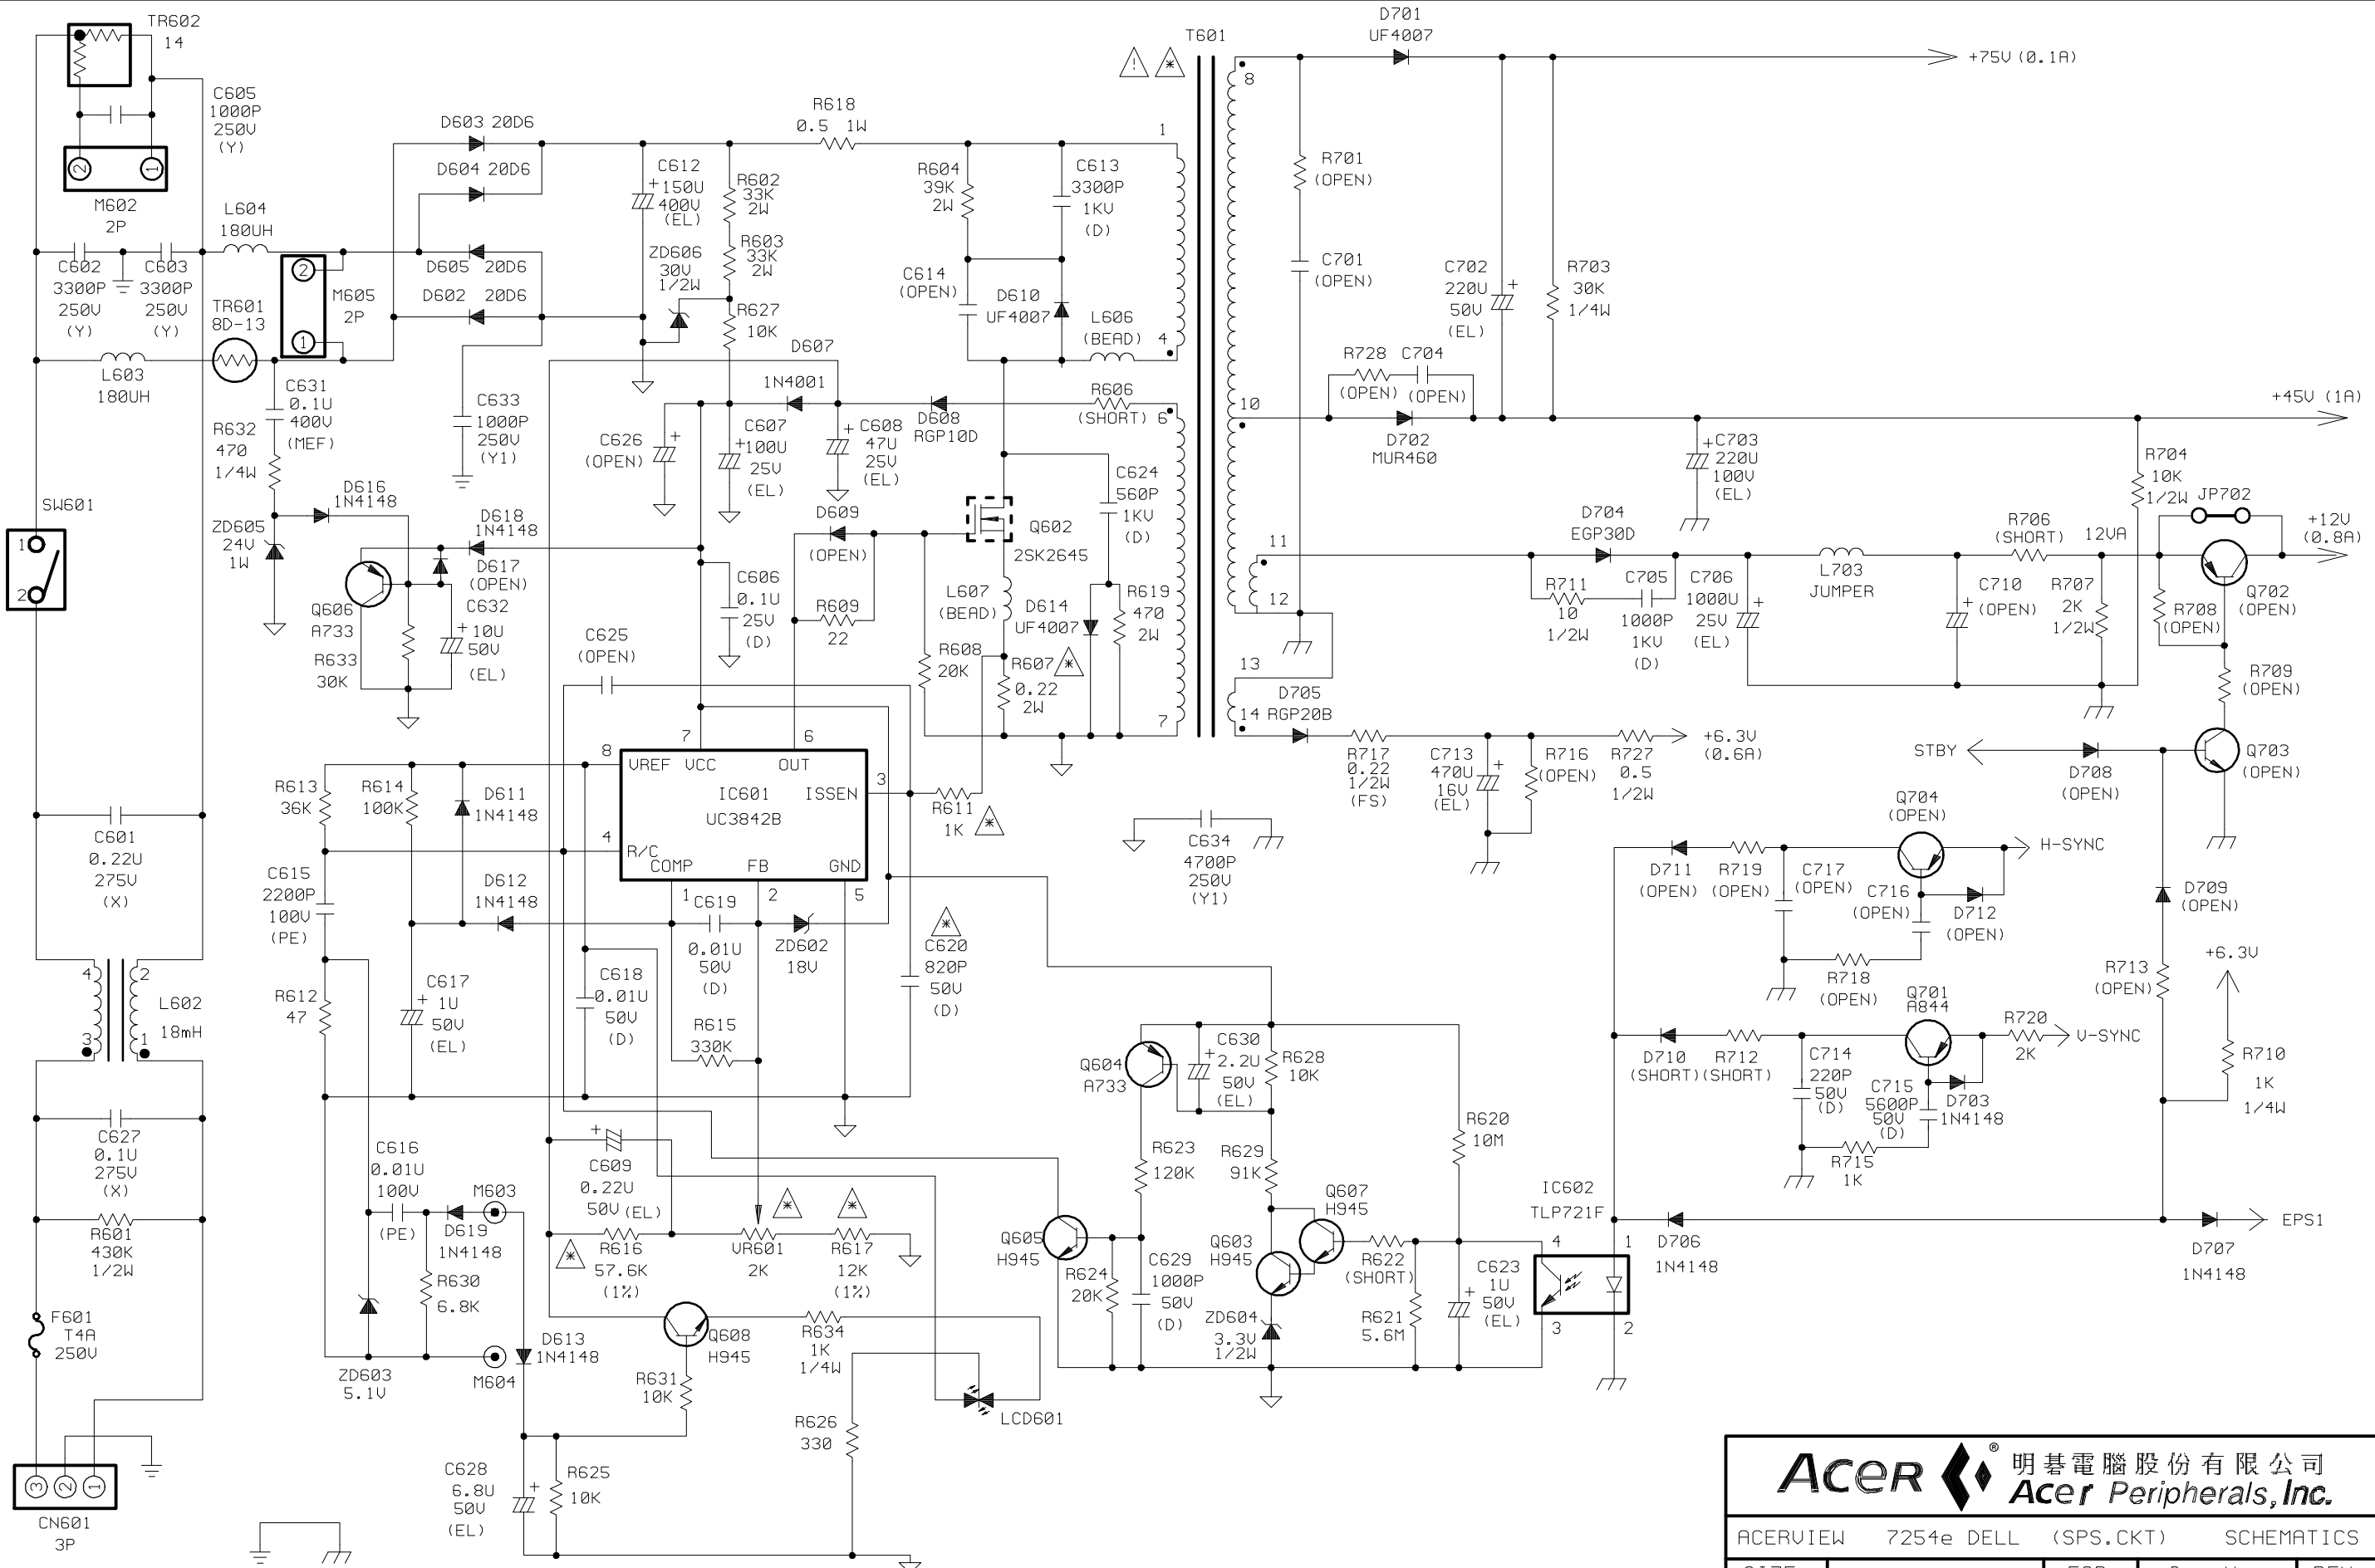 TR602
14
C605
1000P
250V
(Y)
M602
2P
2
1
C602
3300P
250V
(Y)
C603
3300P
250V
(Y)
L604
180UH
TR601
8D-13
L603
180UH
M605
2P
2
1
C631
0.1U
400V
(MEF)
R632
470
1/4W
ZD605
24V
1W
SW601
1
2
D603 20D6
D604 20D6
D605 20D6
D602 20D6
C633
1000P
250V
(Y1)
D616
1N4148
D618
1N4148
D617
(OPEN)
Q606
A733
R633
30K
C632
+ 10U
50V
(EL)
C612
+ 150U
400V
(EL)
R602
33K
2W
R603
33K
2W
ZD606
30V
1/2W
R627
10K
R618
0.5 1W
R604
39K
2W
C613
3300P
1KV
(D)
C614
(OPEN)
D610
UF4007
L606
(BEAD)
D607
1N4001
D608
RGP10D
R606
(SHORT)
C626
(OPEN)
+
C607
+ 100U
25V
(EL)
C608
+ 47U
25V
(EL)
C624
560P
1KV
(D)
D609
(OPEN)
Q602
2SK2645
C606
0.1U
25V
(D)
R609
22
L607
(BEAD)
D614
UF4007
R619
470
2W
R608
20K
R607
0.22
2W
*
C625
(OPEN)
T601
!
*
1
4
6
7
8
10
11
12
13
14
D701
UF4007
+75V (0.1A)
R701
(OPEN)
C701
(OPEN)
C702
220U
50V
(EL)
+
R703
30K
1/4W
R728
(OPEN)
C704
(OPEN)
D702
MUR460
C703
+ 220U
100V
(EL)
+45V (1A)
R704
10K
1/2W
JP702
D704
EGP30D
R711
10
1/2W
C705
1000P
1KV
(D)
C706
1000U
25V
(EL)
+
L703
JUMPER
C710
(OPEN)
+
R706
(SHORT)
12VA
R707
2K
1/2W
R708
(OPEN)
Q702
(OPEN)
+12V
(0.8A)
R709
(OPEN)
D705
RGP20B
R717
0.22
1/2W
(FS)
C713
470U
16V
(EL)
+
R716
(OPEN)
R727
0.5
1/2W
+6.3V
(0.6A)
STBY
D708
(OPEN)
Q703
(OPEN)
8
7
6
VREF VCC OUT
3
IC601 ISSEN
UC3842B
4
R/C
COMP FB GND
1
2
5
R611
1K
*
R613
36K
R614
100K
D611
1N4148
D612
1N4148
C615
2200P
100V
(PE)
R612
47
C617
+ 1U
50V
(EL)
C618
0.01U
50V
(D)
C619
0.01U
50V
(D)
R615
330K
ZD602
18V
*
C620
820P
50V
(D)
C634
4700P
250V
(Y1)
C601
0.22U
275V
(X)
4
2
3
1
L602
18mH
C627
0.1U
275V
(X)
R601
430K
1/2W
F601
T4A
250V
3
2
1
CN601
3P
C616
0.01U
100V
(PE)
M603
D619
1N4148
R630
6.8K
ZD603
5.1V
M604
D613
1N4148
C628
6.8U
50V
(EL)
+
R625
10K
+
C609
0.22U
50V (EL)
*
R616
57.6K
(1%)
*
VR601
2K
*
R617
12K
(1%)
Q608
H945
R631
10K
R634
1K
1/4W
R626
330
LCD601
Q604
A733
C630
+ 2.2U
50V
(EL)
R628
10K
R623
120K
R629
91K
R620
10M
Q605
H945
R624
20K
C629
1000P
50V
(D)
Q603
H945
Q607
H945
ZD604
3.3V
1/2W
R622
(SHORT)
R621
5.6M
C623
1U
50V
(EL)
+
IC602
TLP721F
4
1
3
2
D711
(OPEN)
R719
(OPEN)
C717
(OPEN)
Q704
(OPEN)
C716
(OPEN)
D712
(OPEN)
R718
(OPEN)
H-SYNC
D710
(SHORT)
R712
(SHORT)
C714
220P
50V
(D)
Q701
A844
C715
5600P
50V
(D)
D703
1N4148
R720
2K
V-SYNC
R715
1K
D709
(OPEN)
R713
(OPEN)
+6.3V
R710
1K
1/4W
D706
1N4148
D707
1N4148
EPS1
ACER ® 明碁電腦股份有限公司
Acer Peripherals, Inc.
ACERVIEW 7254e DELL (SPS.CKT) SCHEMATICS